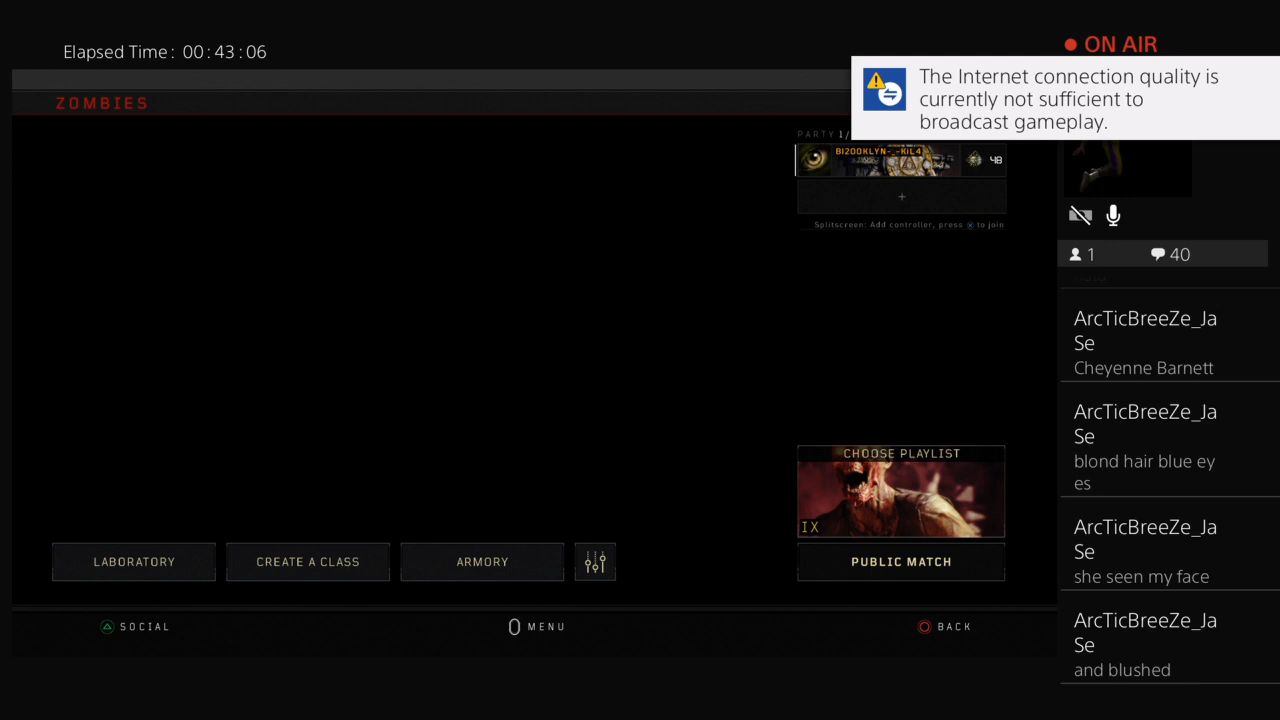 Elapsed Time: 00:43:06
ON AIR
The Internet connection quality is
currently not sufficient to
broadcast gameplay.
ZOMBIES
PARTY 1/
BI2OOKLYN-_-KiL4
48
+
Splitscreen: Add controller, press to join
1
40
ArcTicBreeZe_Ja
Se
Cheyenne Barnett
ArcTicBreeZe_Ja
Se
blond hair blue ey
es
ArcTicBreeZe_Ja
Se
she seen my face
ArcTicBreeZe_Ja
Se
and blushed
CHOOSE PLAYLIST
IX
LABORATORY
CREATE A CLASS
ARMORY
PUBLIC MATCH
SOCIAL
MENU
BACK